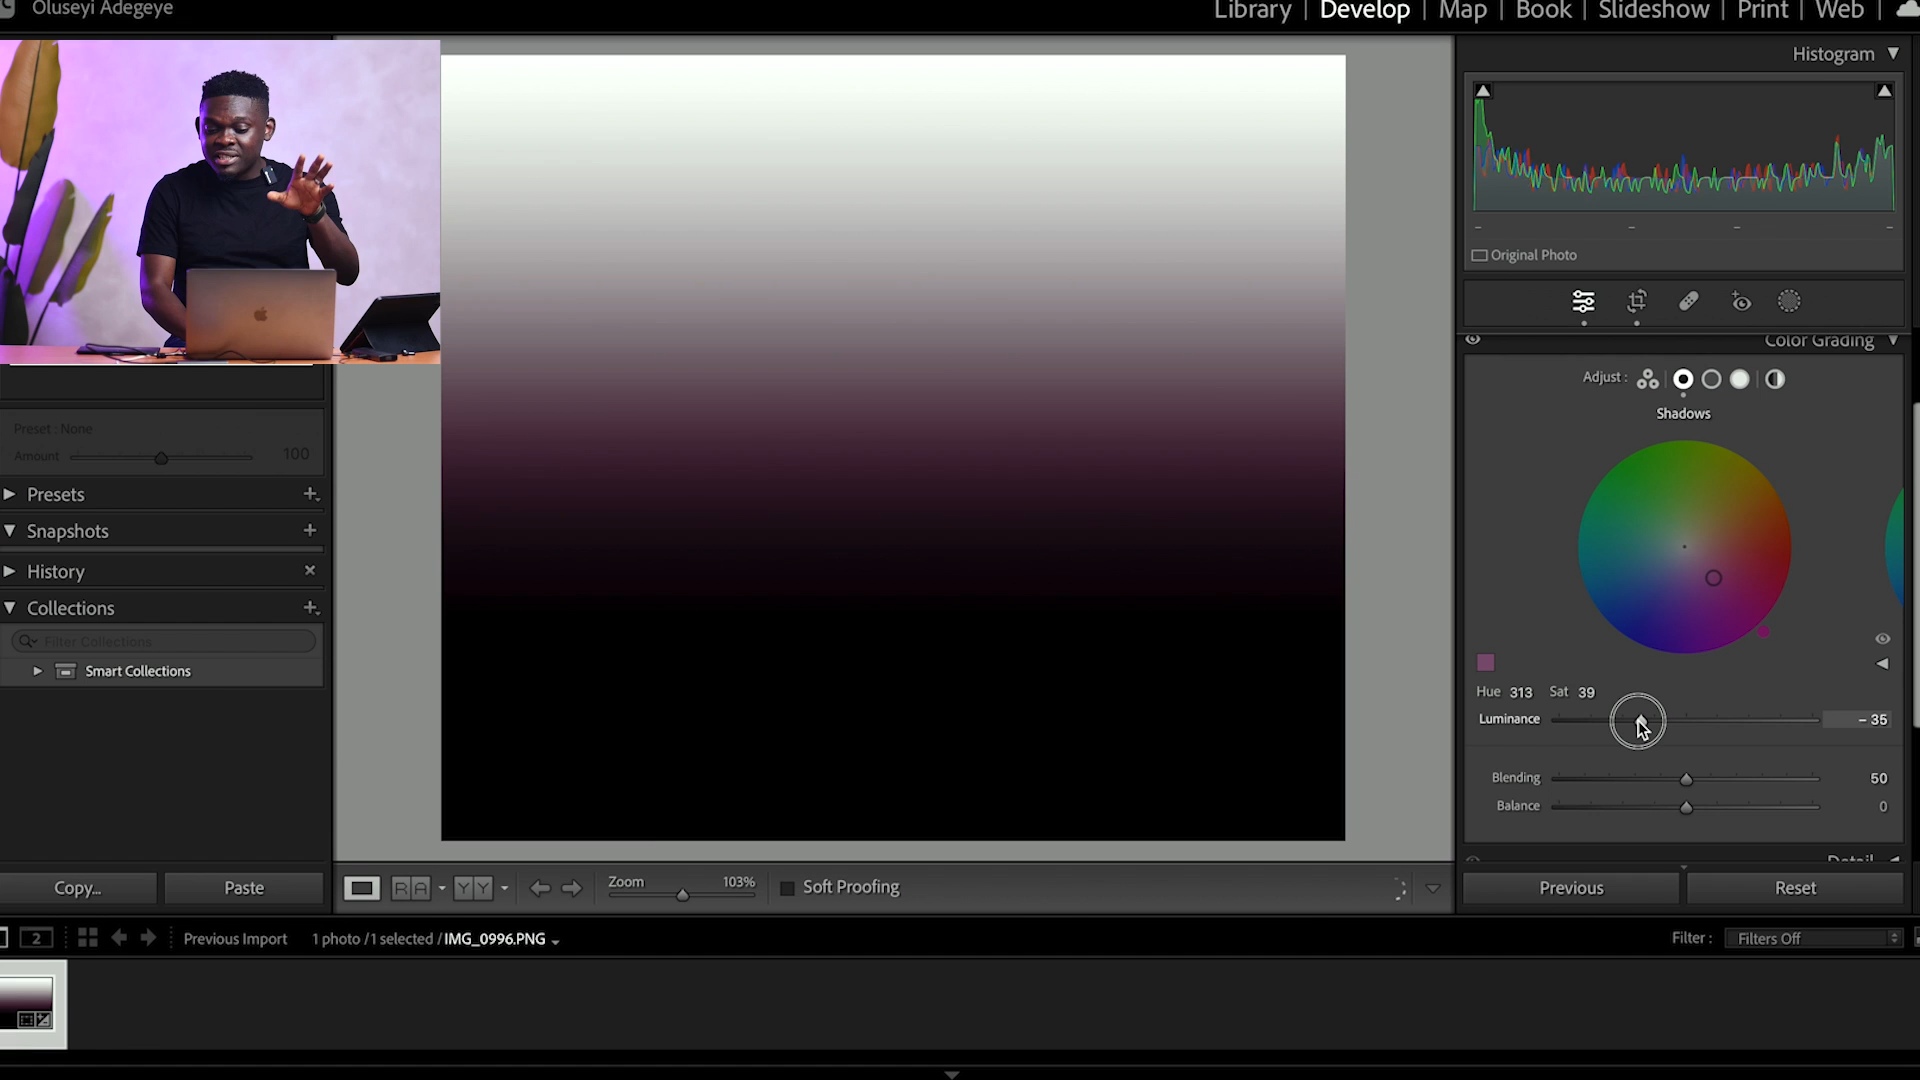 Oluseyi Adegeye
Library | Develop | Map | Book | Slideshow | Print | Web |
Histogram
Original Photo
Color Grading
Adjust :
Shadows
Hue 313 Sat 39
Luminance – 35
Blending 50
Balance 0
Previous Reset
Preset : None
Amount 100
Presets
Snapshots
History
Collections
Filter Collections
Smart Collections
Copy... Paste
R A Y Y Zoom 103% Soft Proofing
2 Previous Import 1 photo / 1 selected / IMG_0996.PNG Filter : Filters Off